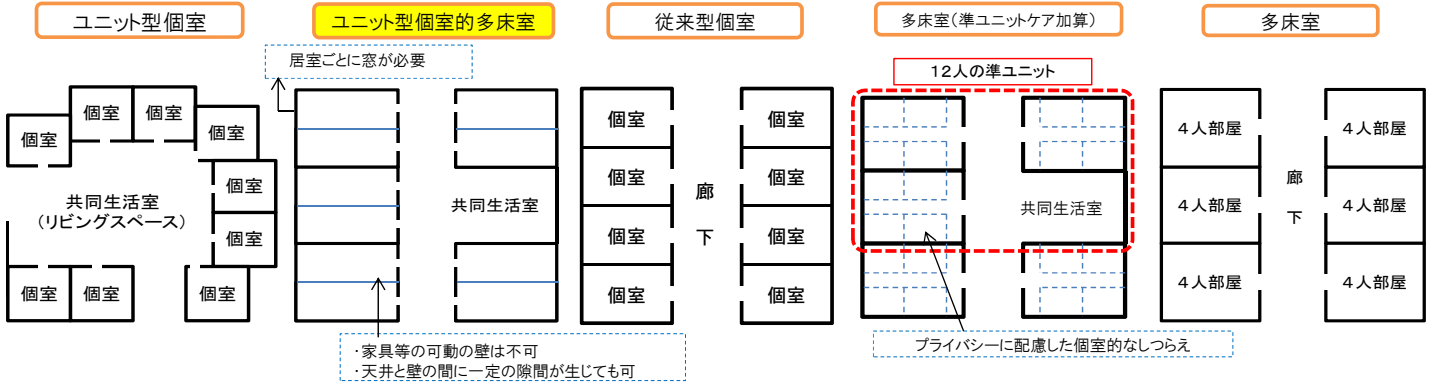 ユニット型個室
ユニット型個室的多床室
従来型個室
多床室(準ユニットケア加算)
多床室
居室ごとに窓が必要
12人の準ユニット
個室
個室
個室
個室
個室
個室
個室
個室
個室
共同生活室
(リビングスペース)
共同生活室
・家具等の可動の壁は不可
・天井と壁の間に一定の隙間が生じても可
個室
個室
個室
個室
廊
下
個室
個室
個室
個室
共同生活室
プライバシーに配慮した個室的なしつらえ
4人部屋
4人部屋
4人部屋
廊
下
4人部屋
4人部屋
4人部屋